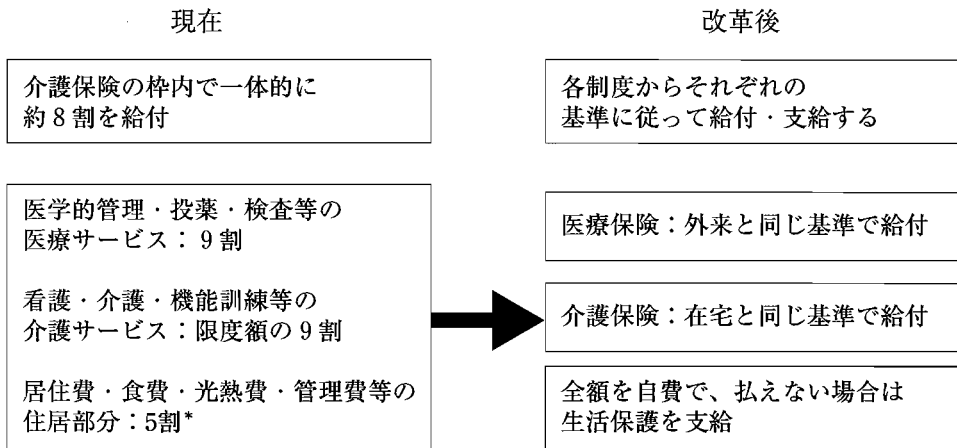 現在
介護保険の枠内で一体的に
約８割を給付
医学的管理・投薬・検査等の
医療サービス：９割
看護・介護・機能訓練等の
介護サービス：限度額の９割
居住費・食費・光熱費・管理費等の
住居部分：5割*
改革後
各制度からそれぞれの
基準に従って給付・支給する
医療保険：外来と同じ基準で給付
介護保険：在宅と同じ基準で給付
全額を自費で、払えない場合は
生活保護を支給